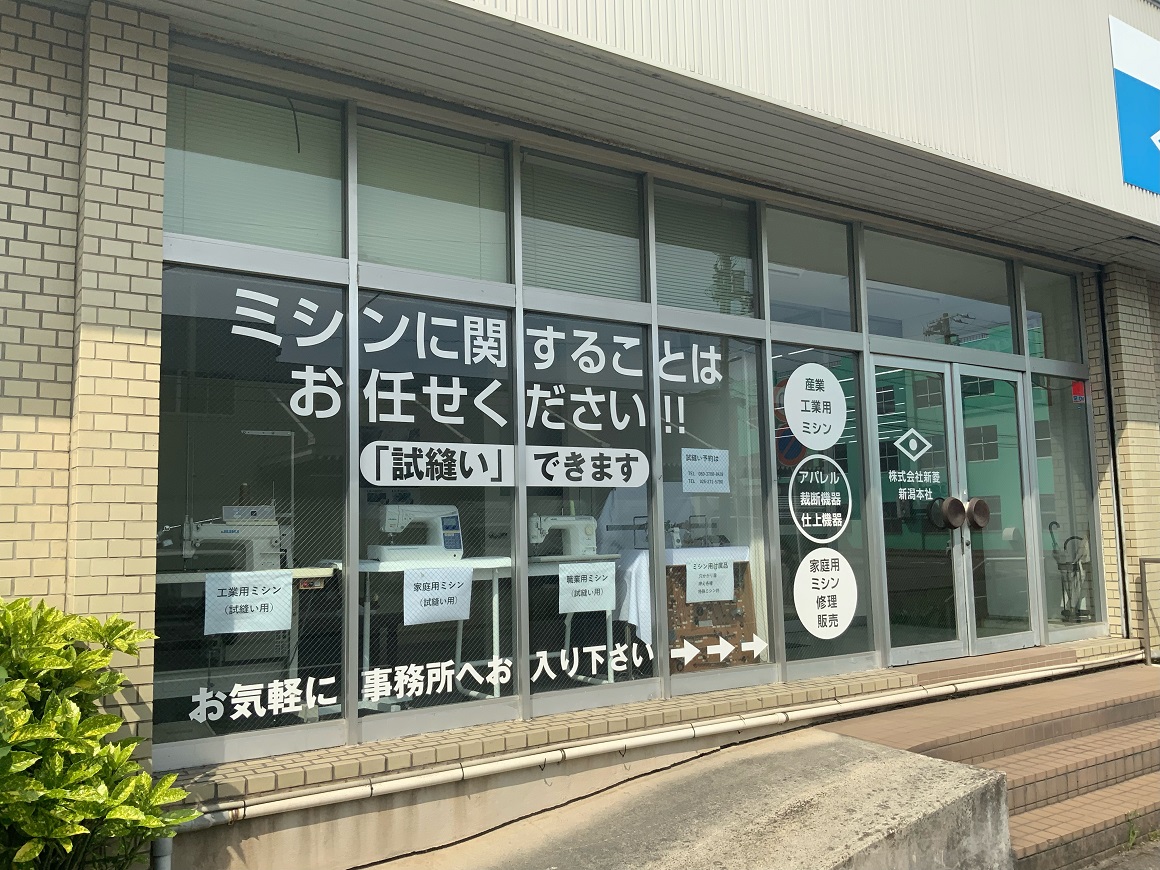 ミシンに関することは
お任せください!!
「試縫い」できます
試縫い予約は
TEL
TEL
工業用ミシン
（試縫い用）
家庭用ミシン
（試縫い用）
職業用ミシン
（試縫い用）
JUKI
お気軽に事務所へお入り下さい→→→
産業
工業用
ミシン
アパレル
裁断機器
仕上機器
家庭用
ミシン
修理
販売
株式会社新菱
新潟本社